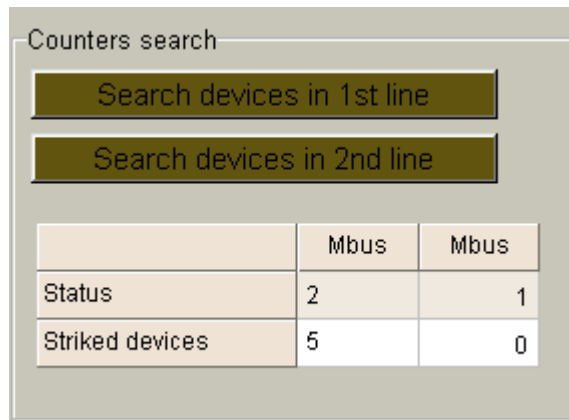 Counters search
Search devices in 1st line
Search devices in 2nd line
Mbus Mbus
Status 2 1
Striked devices 5 0